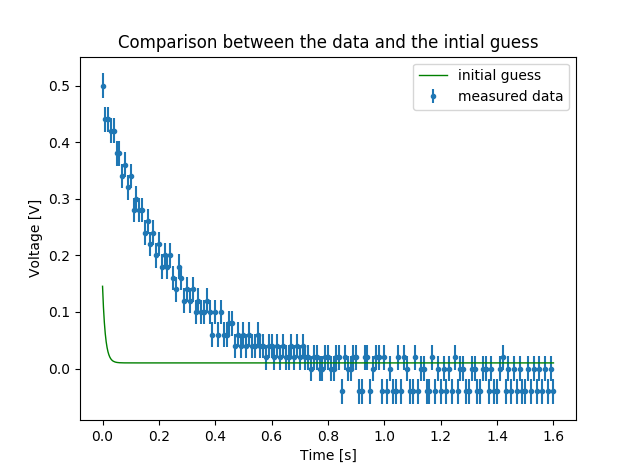 Comparison between the data and the intial guess
initial guess
measured data
Voltage [V]
0.5
0.4
0.3
0.2
0.1
0.0
0.0 0.2 0.4 0.6 0.8 1.0 1.2 1.4 1.6
Time [s]